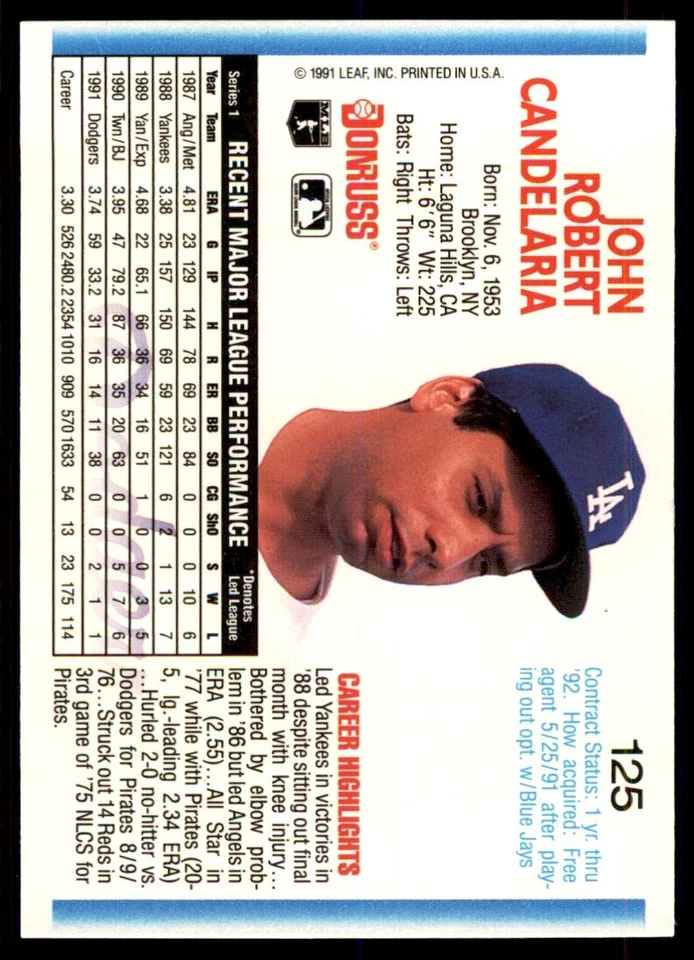 125
Contract Status: 1 yr. thru
'92. How acquired: Free
agent 5/25/91 after play-
ing out opt. w/Blue Jays
JOHN
ROBERT
CANDELARIA
Born: Nov. 6, 1953
Brooklyn, NY
Home: Laguna Hills, CA
Ht: 6'6" Wt: 225
Bats: Right Throws: Left
DONRUSS®
MLB
© 1991 LEAF, INC. PRINTED IN U.S.A.
LA
CAREER HIGHLIGHTS
Led Yankees in victories in
'88 despite sitting out final
month with knee injury...
Bothered by elbow prob-
lem in '86 but led Angels in
ERA (2.55)....All Star in
'77 while with Pirates (20-
5, lg.-leading 2.34 ERA)
...Hurled 2-0 no-hitter vs.
Dodgers for Pirates 8/9/
76...Struck out 14 Reds in
3rd game of '75 NLCS for
Pirates.
Series 1 RECENT MAJOR LEAGUE PERFORMANCE *Denotes
Led League
Year Team ERA G IP H R ER BB SO CG ShO S W L
1987 Ang/Met 4.81 23 129 144 78 69 23 84 0 0 0 10 6
1988 Yankees 3.38 25 157 150 69 59 23 121 6 2 1 13 7
1989 Yan/Exp 4.68 22 65.1 66 36 34 16 51 1 0 0 3 5
1990 Twn/BJ 3.95 47 79.2 87 36 35 20 63 0 0 5 7 6
1991 Dodgers 3.74 59 33.2 31 16 14 11 38 0 0 2 1 1
Career 3.30 526 2480.2 2354 1010 909 570 1633 54 13 23 175 114
Dodgers